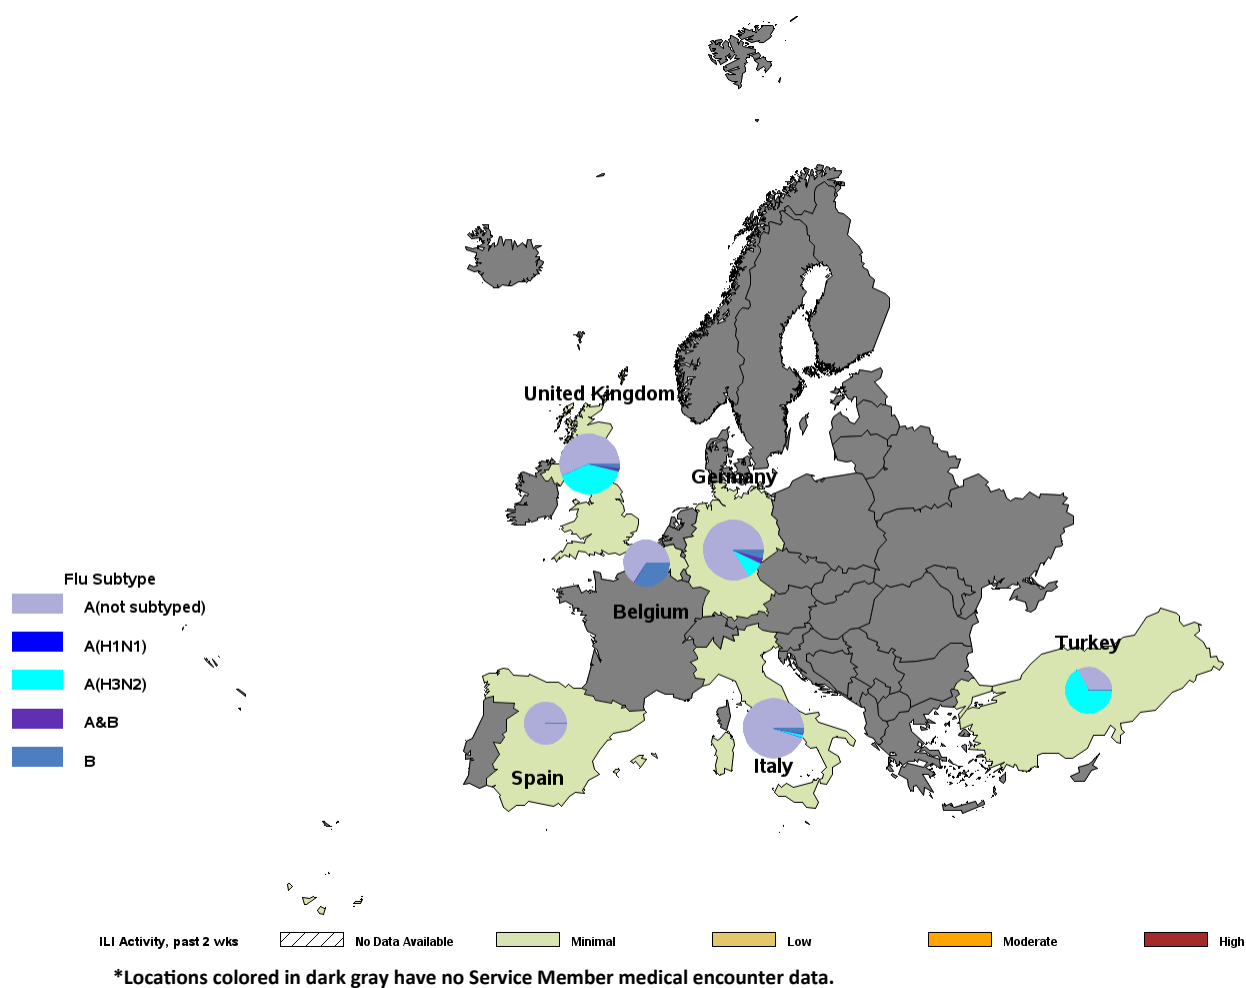 United Kingdom
Germany
Belgium
Turkey
Spain
Italy
Flu Subtype
A(not subtyped)
A(H1N1)
A(H3N2)
A&B
B
ILI Activity, past 2 wks No Data Available Minimal Low Moderate High
*Locations colored in dark gray have no Service Member medical encounter data.